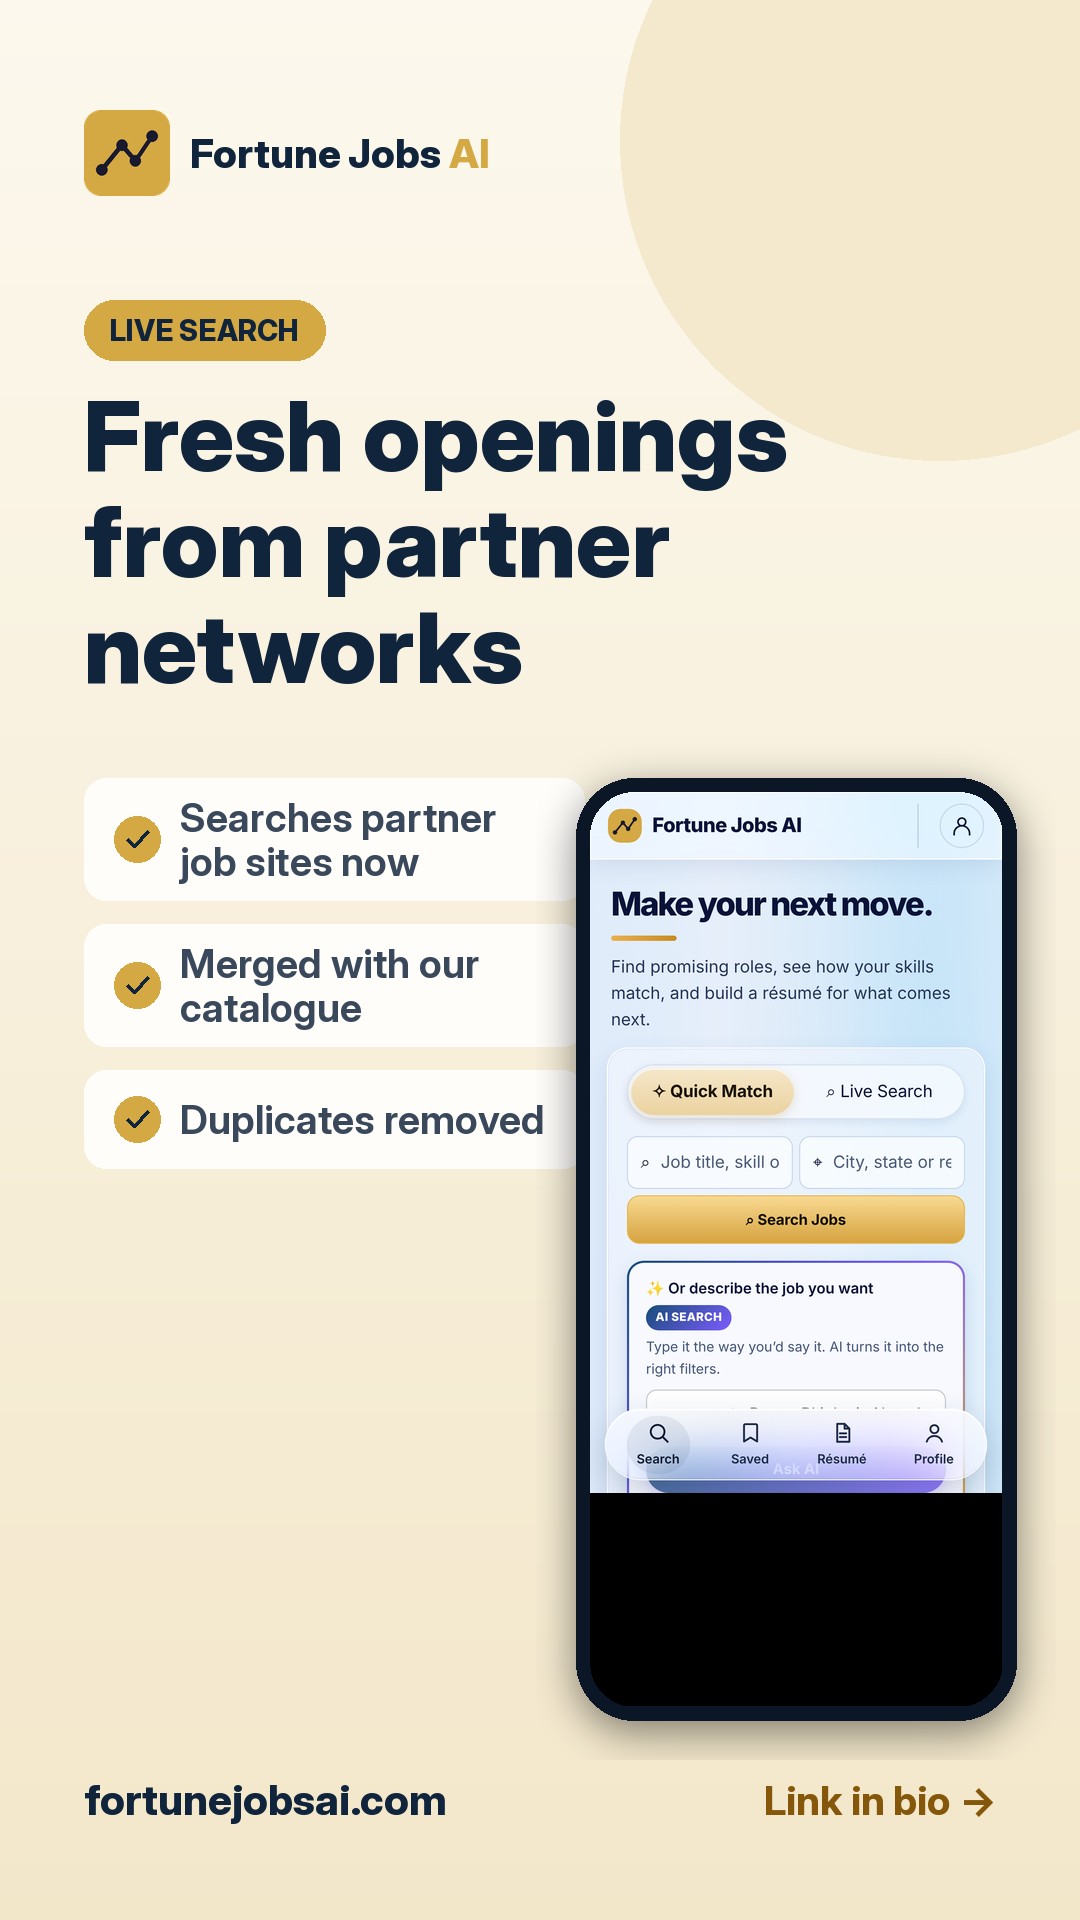 Fortune Jobs AI
LIVE SEARCH
Fresh openings
from partner
networks
Searches partner
job sites now
Merged with our
catalogue
Duplicates removed
Fortune Jobs AI
Make your next move.
Find promising roles, see how your skills
match, and build a résumé for what comes
next.
Quick Match
Live Search
Job title, skill o
City, state or re
Search Jobs
✨ Or describe the job you want
AI SEARCH
Type it the way you'd say it. AI turns it into the
right filters.
Ask AI
Search
Saved
Résumé
Profile
fortunejobsai.com
Link in bio →